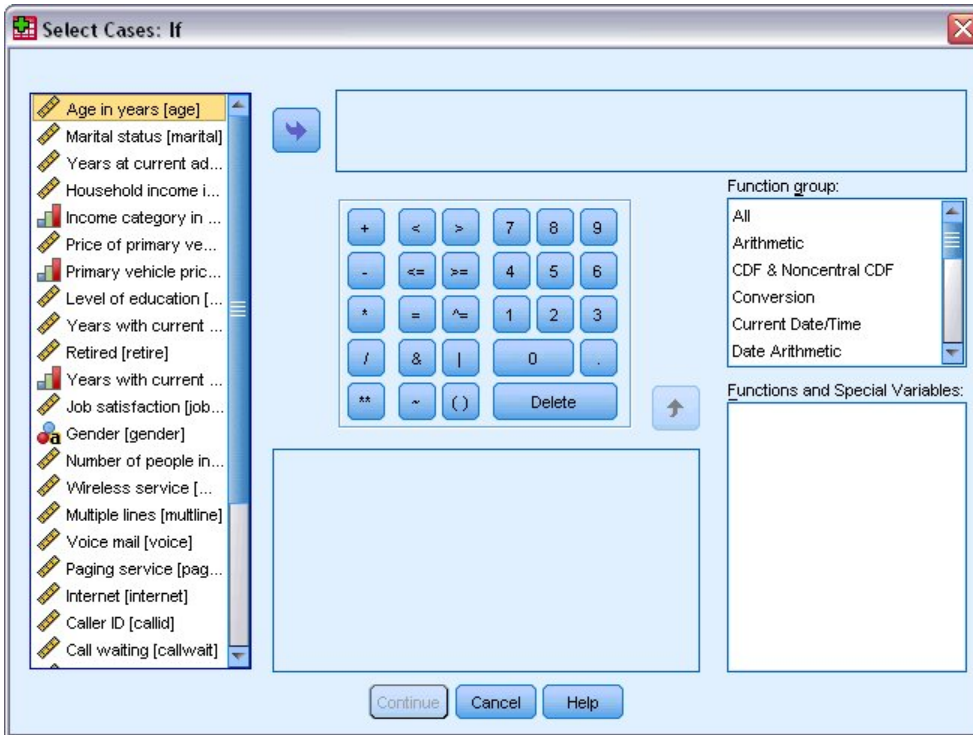 Select Cases: If
Age in years [age]
Marital status [marital]
Years at current ad...
Household income i...
Income category in ...
Price of primary ve...
Primary vehicle pric...
Level of education [...
Years with current ...
Retired [retire]
Years with current ...
Job satisfaction [job...
Gender [gender]
Number of people in...
Wireless service [...
Multiple lines [multline]
Voice mail [voice]
Paging service [pag...
Internet [internet]
Caller ID [callid]
Call waiting [callwait]
+ < > 7 8 9
- <= >= 4 5 6
* = ^= 1 2 3
/ & | 0 .
** ~ ( ) Delete
Function group:
All
Arithmetic
CDF & Noncentral CDF
Conversion
Current Date/Time
Date Arithmetic
Functions and Special Variables:
Continue Cancel Help